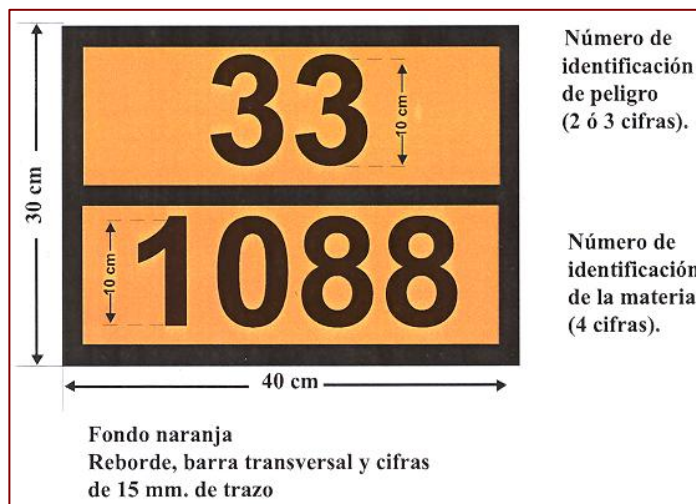 33
10 cm
Número de
identificación
de peligro
(2 ó 3 cifras).
30 cm
1088
10 cm
Número de
identificación
de la materia
(4 cifras).
40 cm
Fondo naranja
Reborde, barra transversal y cifras
de 15 mm. de trazo